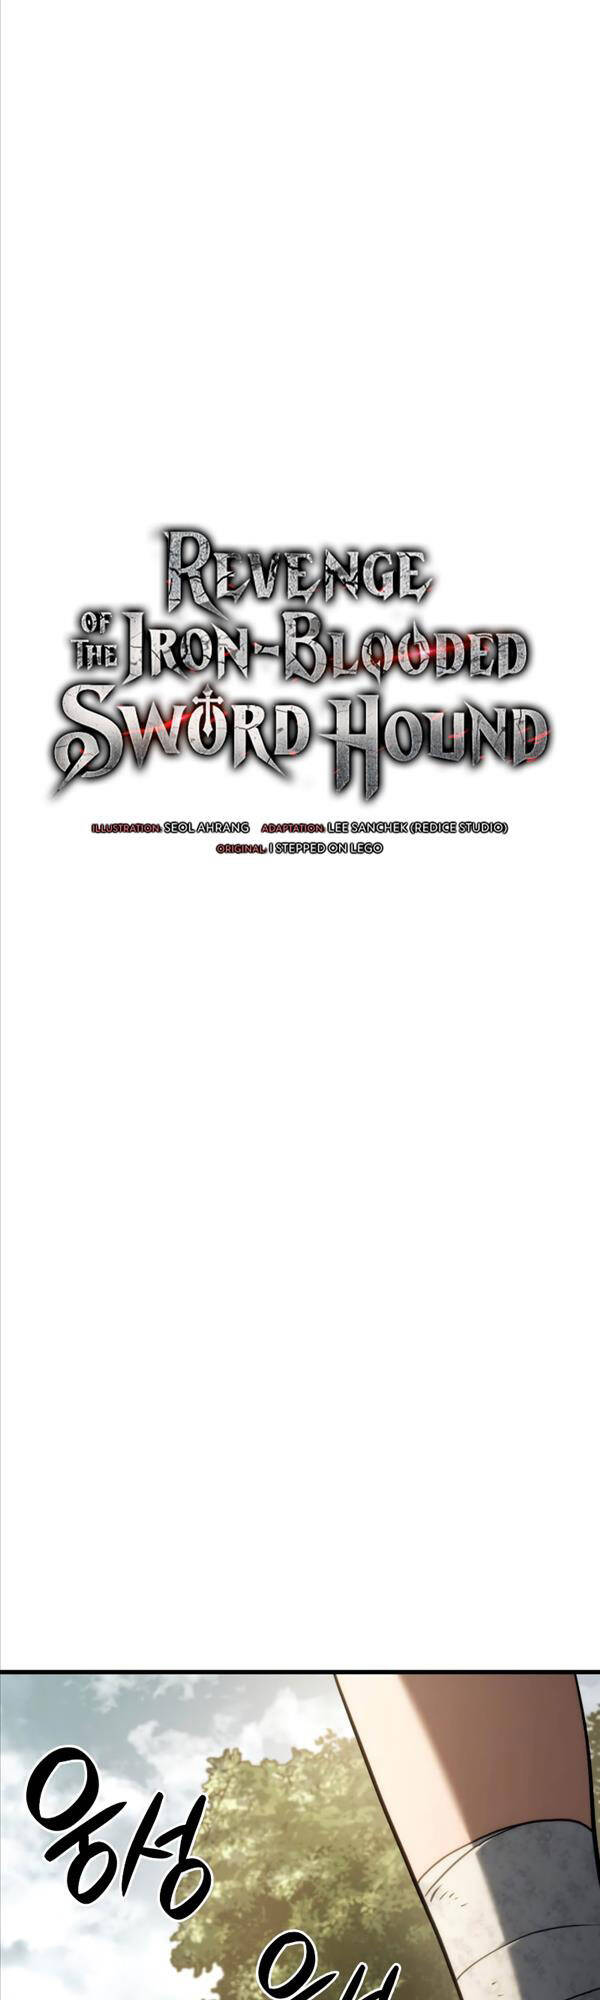 REVENGE
OF THE IRON-BLOODED
SWORD HOUND
ILLUSTRATION: SEOL AHRANG ADAPTATION: LEE SANCHEK (REDICE STUDIO)
ORIGINAL: I STEPPED ON LEGO
웅성